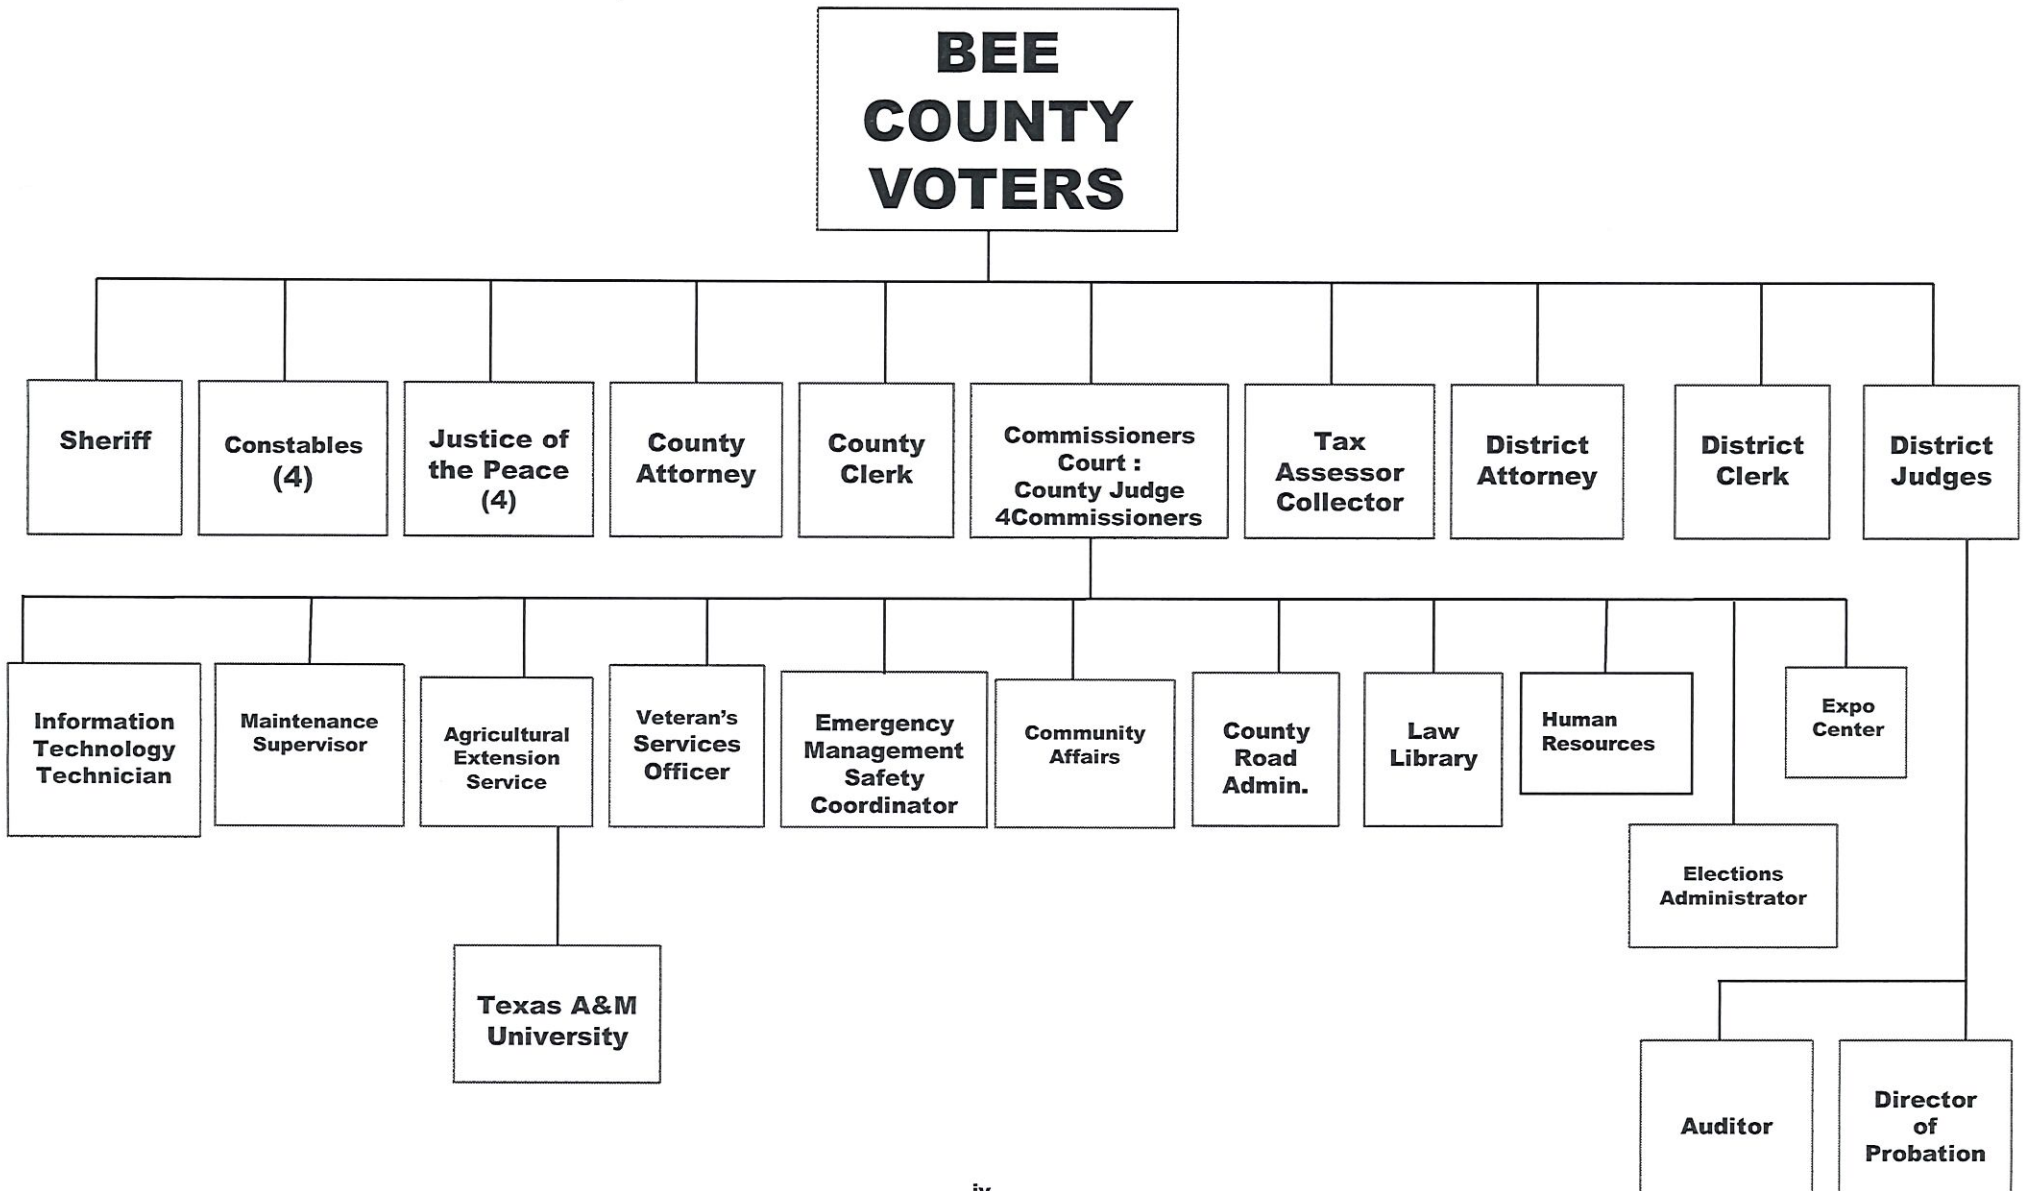 BEE
COUNTY
VOTERS
Sheriff
Constables
(4)
Justice of
the Peace
(4)
County
Attorney
County
Clerk
Commissioners
Court :
County Judge
4Commissioners
Tax
Assessor
Collector
District
Attorney
District
Clerk
District
Judges
Information
Technology
Technician
Maintenance
Supervisor
Agricultural
Extension
Service
Veteran's
Services
Officer
Emergency
Management
Safety
Coordinator
Community
Affairs
County
Road
Admin.
Law
Library
Human
Resources
Expo
Center
Elections
Administrator
Texas A&M
University
Auditor
Director
of
Probation
iv